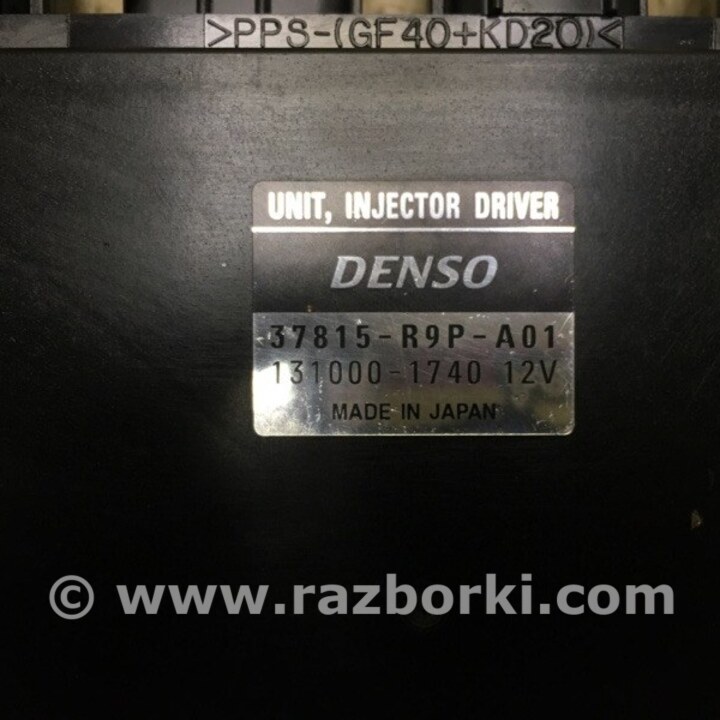 >PPS-(GF40+KD20)<
UNIT, INJECTOR DRIVER
DENSO
37815-R9P-A01
131000-1740 12V
MADE IN JAPAN
© www.razborki.com